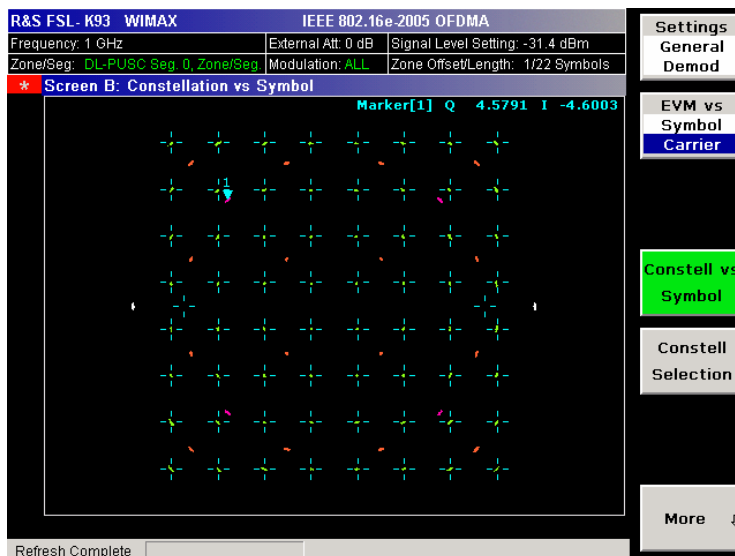 R&S FSL- K93 WIMAX IEEE 802.16e-2005 OFDMA
Frequency: 1 GHz External Att: 0 dB Signal Level Setting: -31.4 dBm
Zone/Seg: DL-PUSC Seg. 0, Zone/Seg. Modulation: ALL Zone Offset/Length: 1/22 Symbols
* Screen B: Constellation vs Symbol
Marker[1] Q 4.5791 I -4.6003
1
Refresh Complete
Settings
General
Demod
EVM vs
Symbol
Carrier
Constell vs
Symbol
Constell
Selection
More